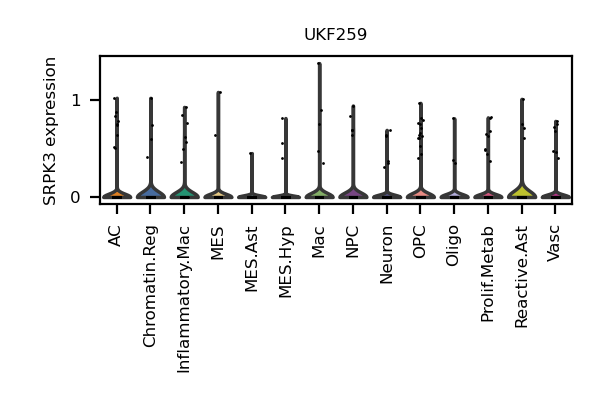 UKF259
SRPK3 expression
1
0
AC
Chromatin.Reg
Inflammatory.Mac
MES
MES.Ast
MES.Hyp
Mac
NPC
Neuron
OPC
Oligo
Prolif.Metab
Reactive.Ast
Vasc